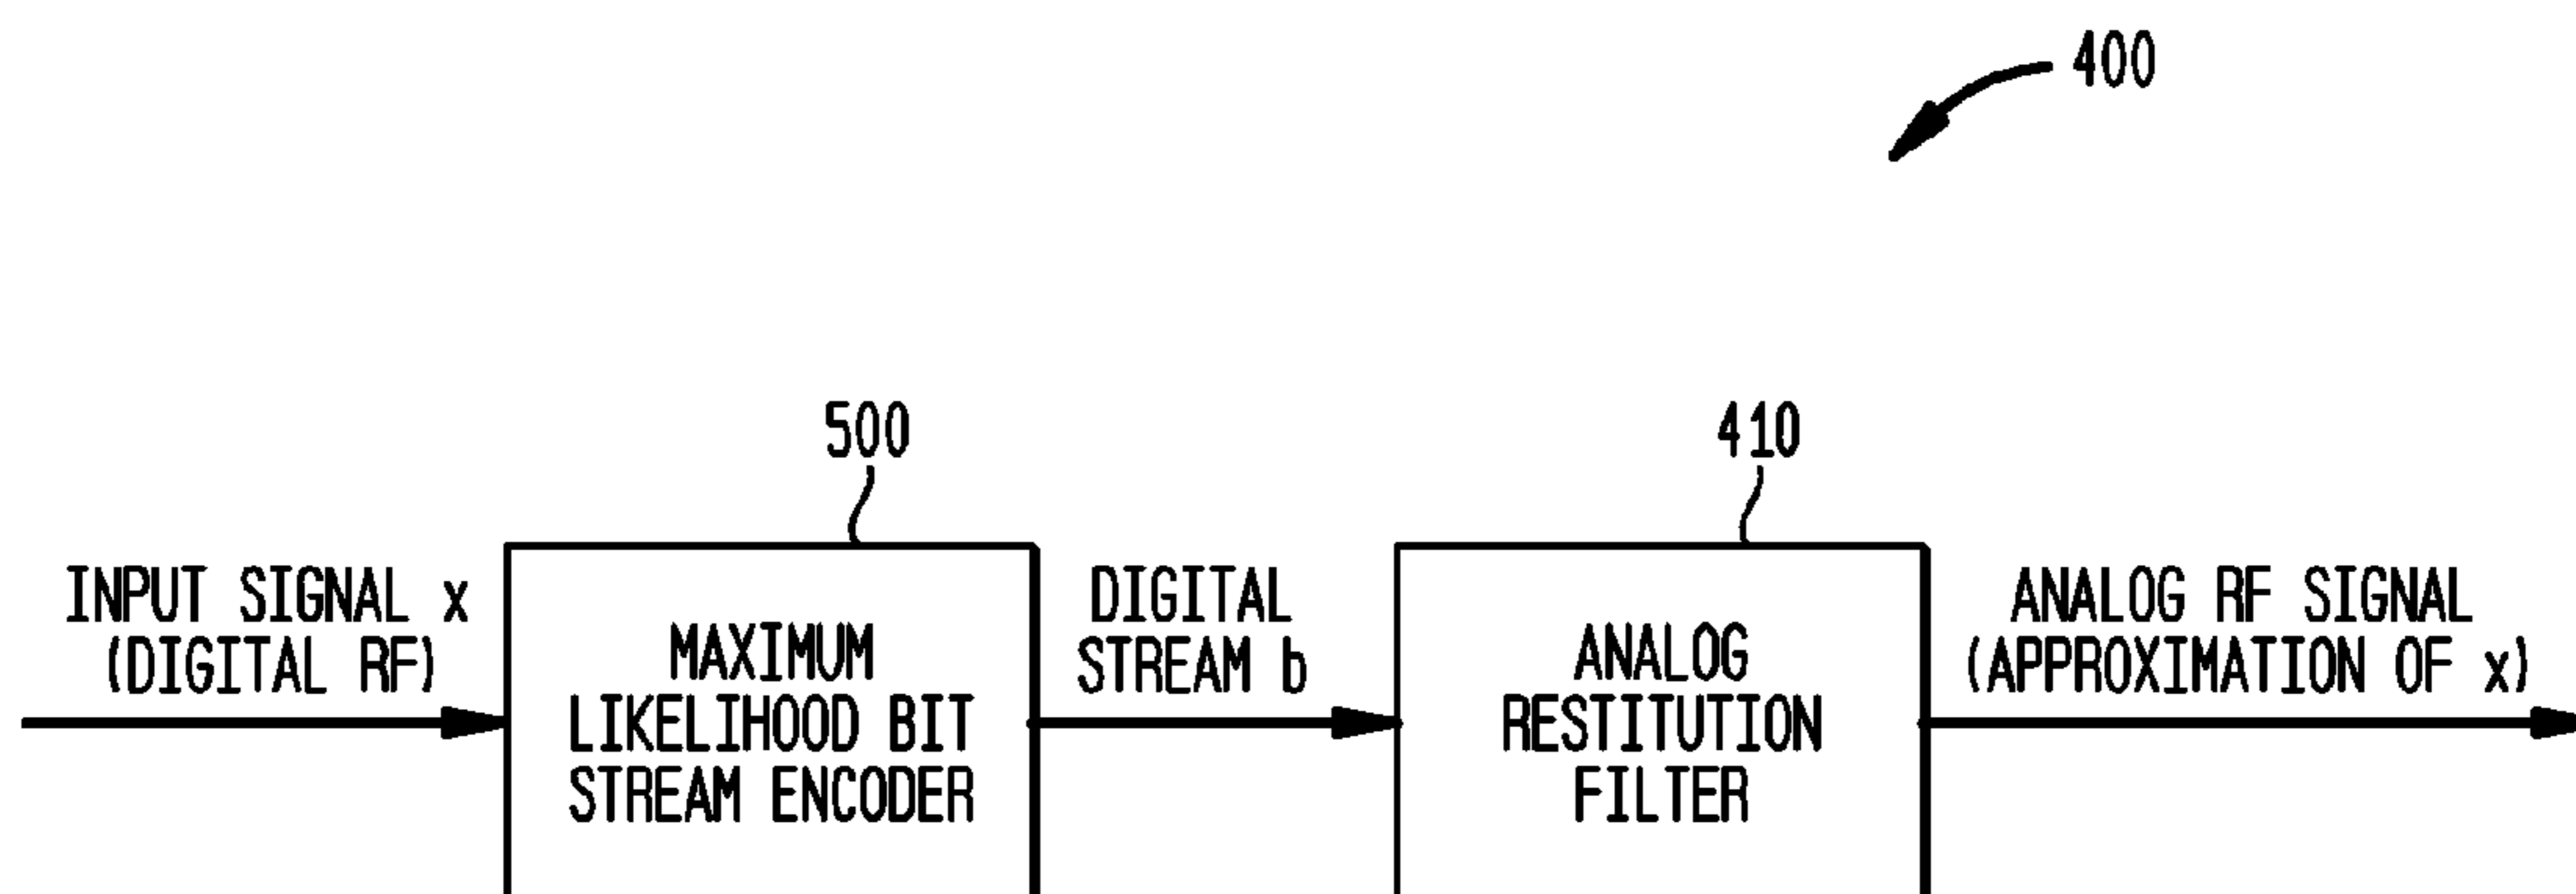 400
500
410
INPUT SIGNAL x
(DIGITAL RF)
MAXIMUM
LIKELIHOOD BIT
STREAM ENCODER
DIGITAL
STREAM b
ANALOG
RESTITUTION
FILTER
ANALOG RF SIGNAL
(APPROXIMATION OF x)